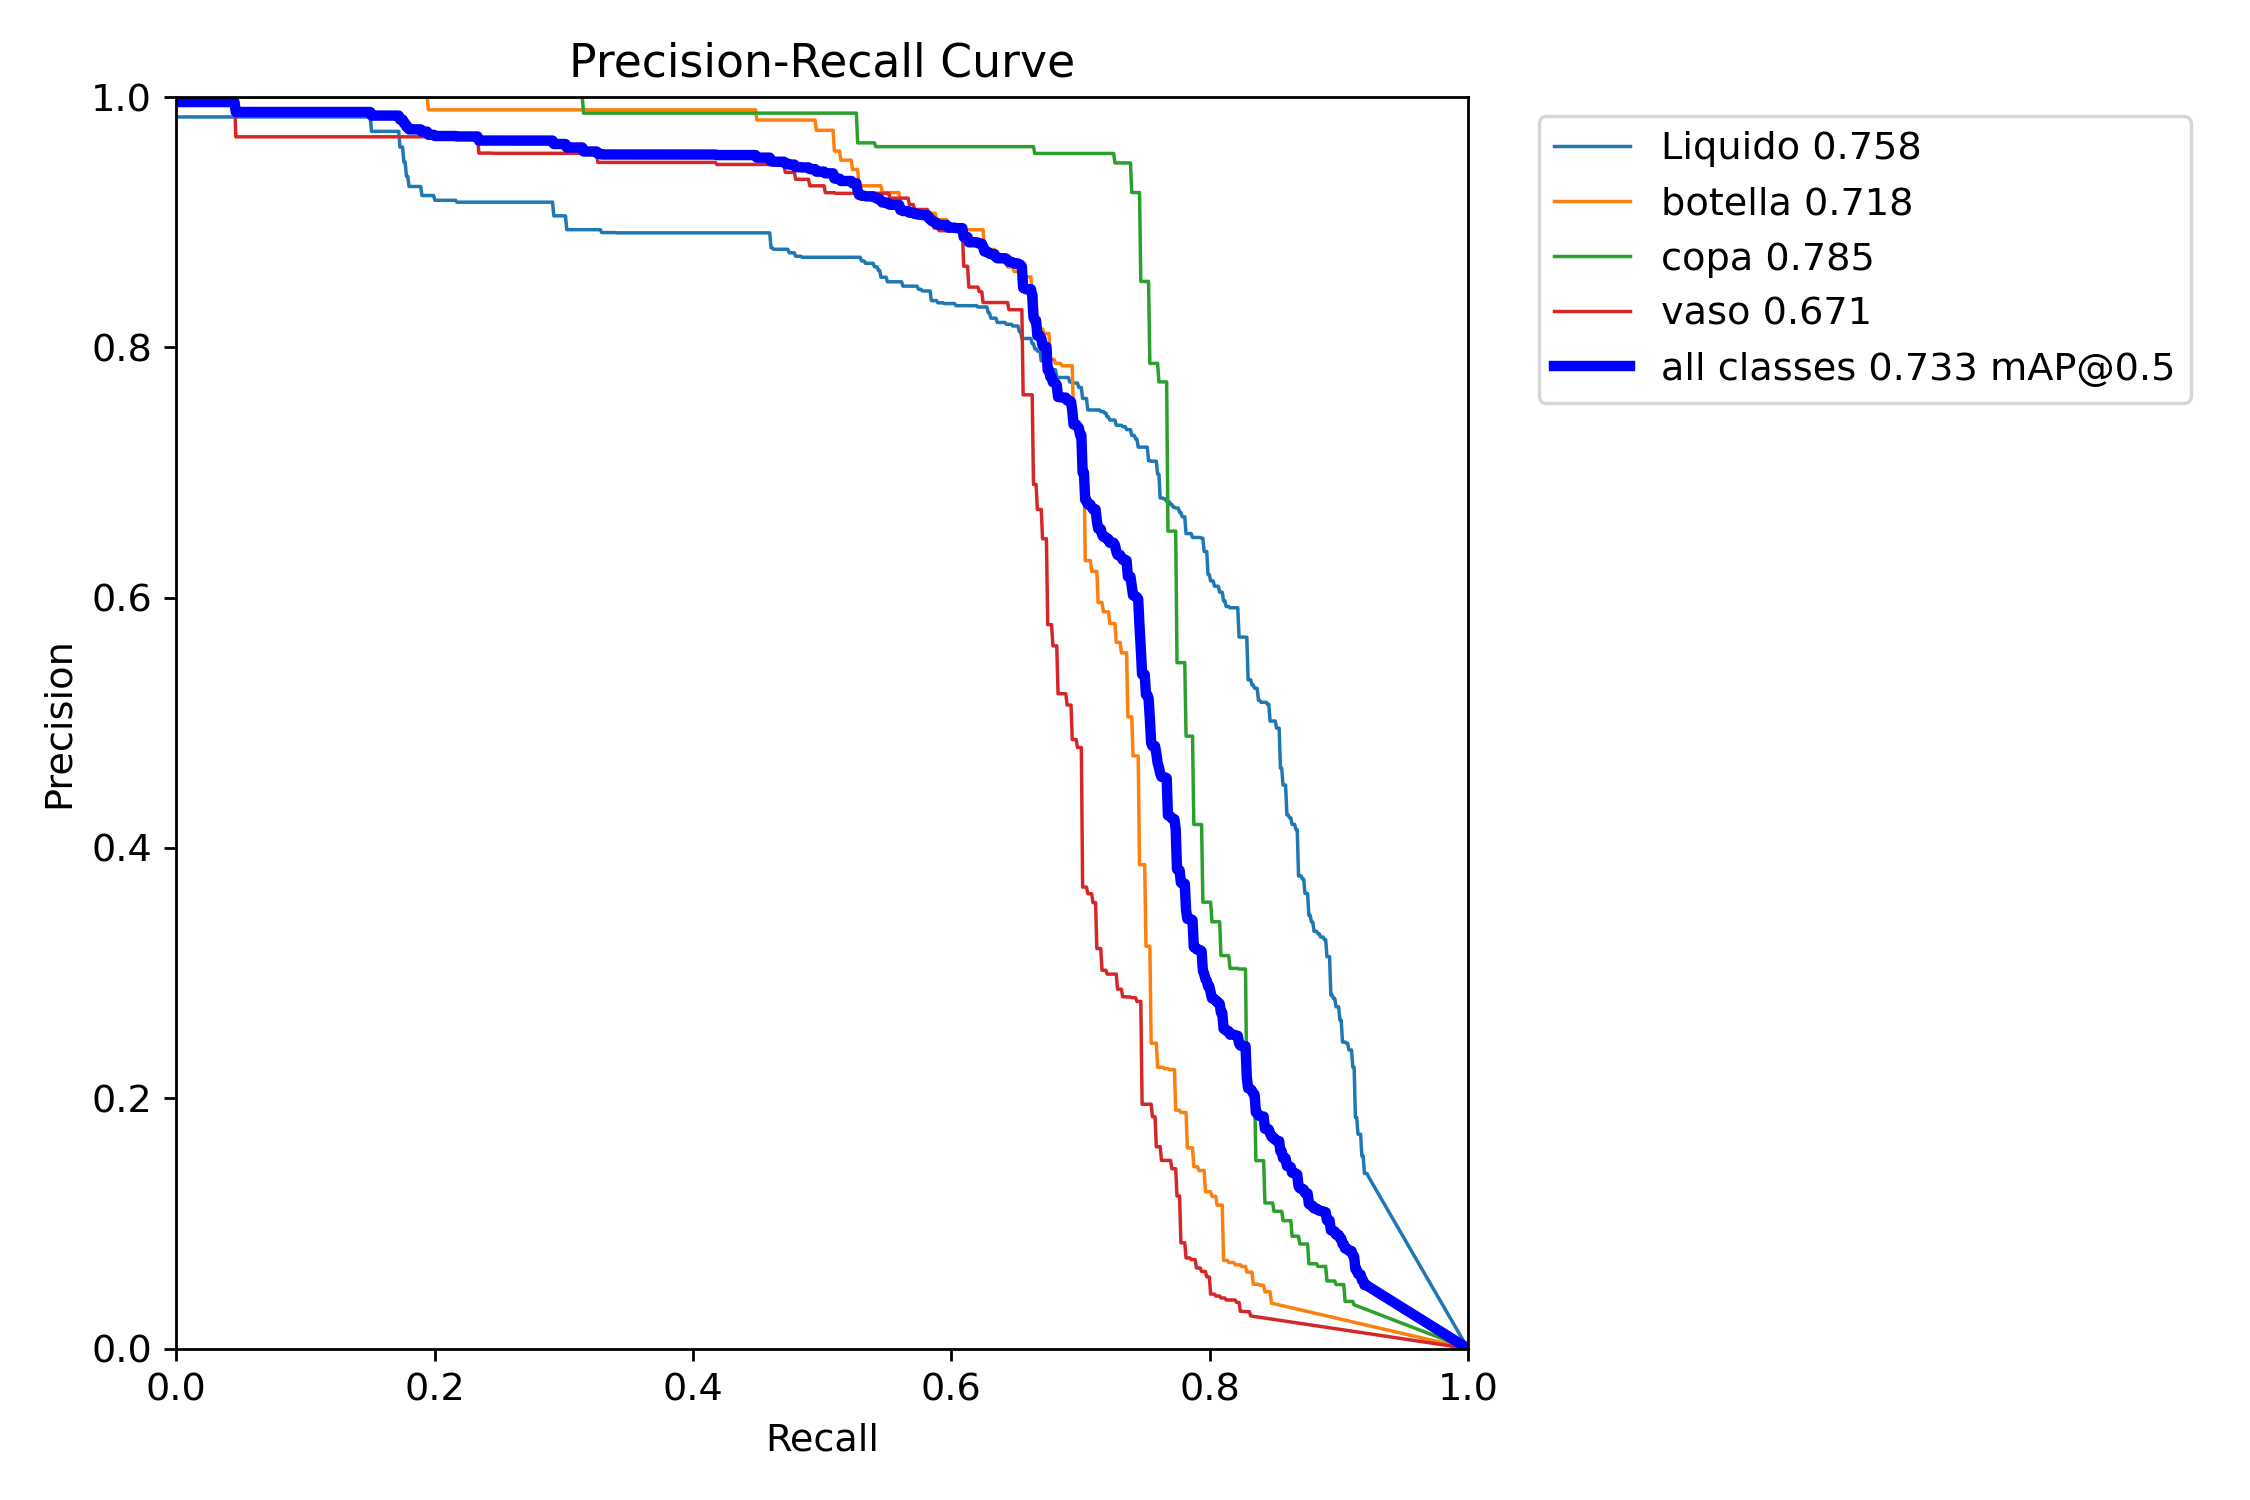 Precision-Recall Curve
1.0
0.8
0.6
0.4
0.2
0.0
Precision
0.0 0.2 0.4 0.6 0.8 1.0
Recall
Liquido 0.758
botella 0.718
copa 0.785
vaso 0.671
all classes 0.733 mAP@0.5